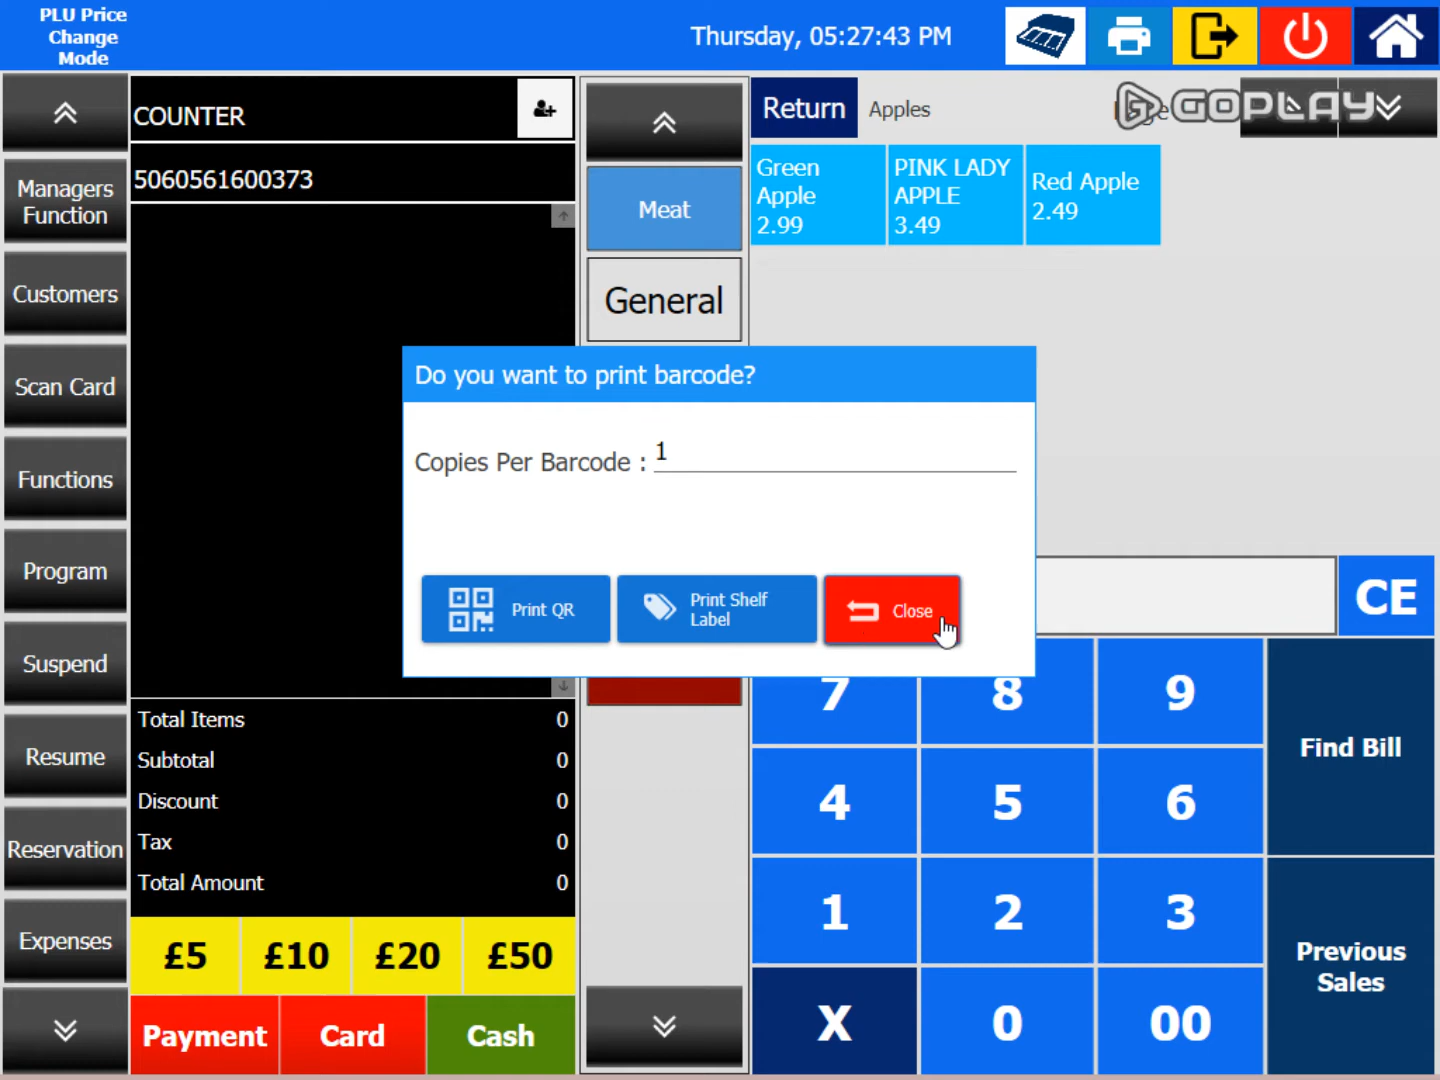 PLU Price
Change
Mode
Thursday, 05:27:43 PM
COUNTER
5060561600373
Managers
Function
Customers
Scan Card
Functions
Program
Suspend
Resume
Reservation
Expenses
Meat
General
Return
Apples
GOPLAY
Green
Apple
2.99
PINK LADY
APPLE
3.49
Red Apple
2.49
Do you want to print barcode?
Copies Per Barcode : 1
Print QR
Print Shelf
Label
Close
Total Items 0
Subtotal 0
Discount 0
Tax 0
Total Amount 0
£5 £10 £20 £50
Payment Card Cash
CE
7 8 9
4 5 6
1 2 3
X 0 00
Find Bill
Previous
Sales